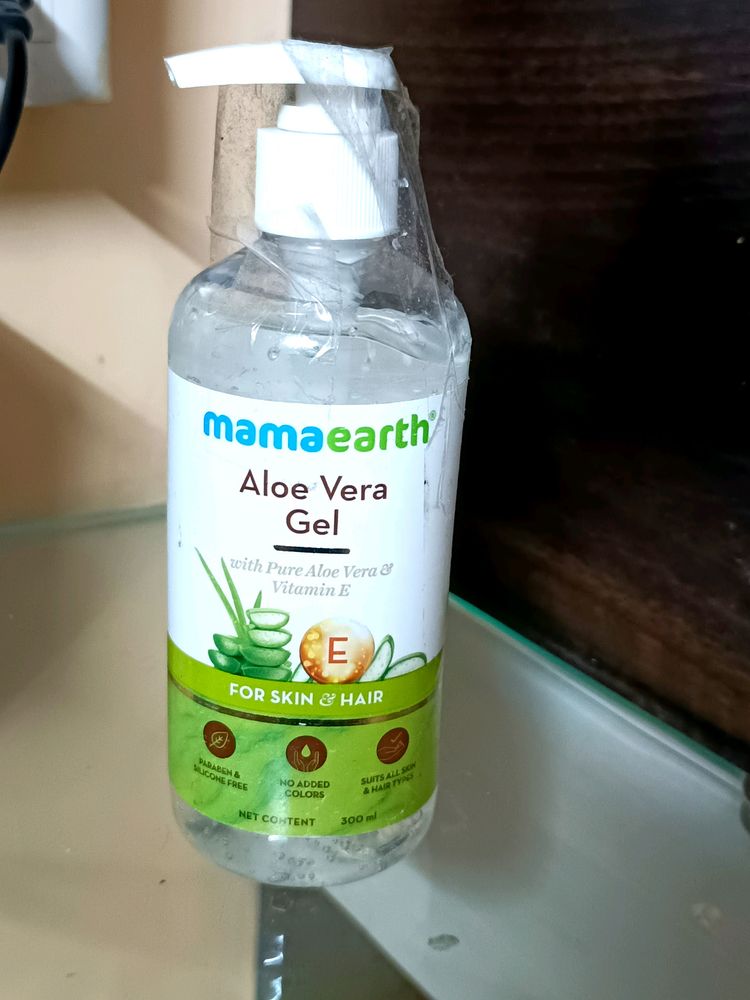 mamaearth®
Aloe Vera
Gel
with Pure Aloe Vera &
Vitamin E
E
FOR SKIN & HAIR
PARABEN &
SILICONE FREE
NO ADDED
COLORS
SUITS ALL SKIN
& HAIR TYPES
NET CONTENT 300 ml